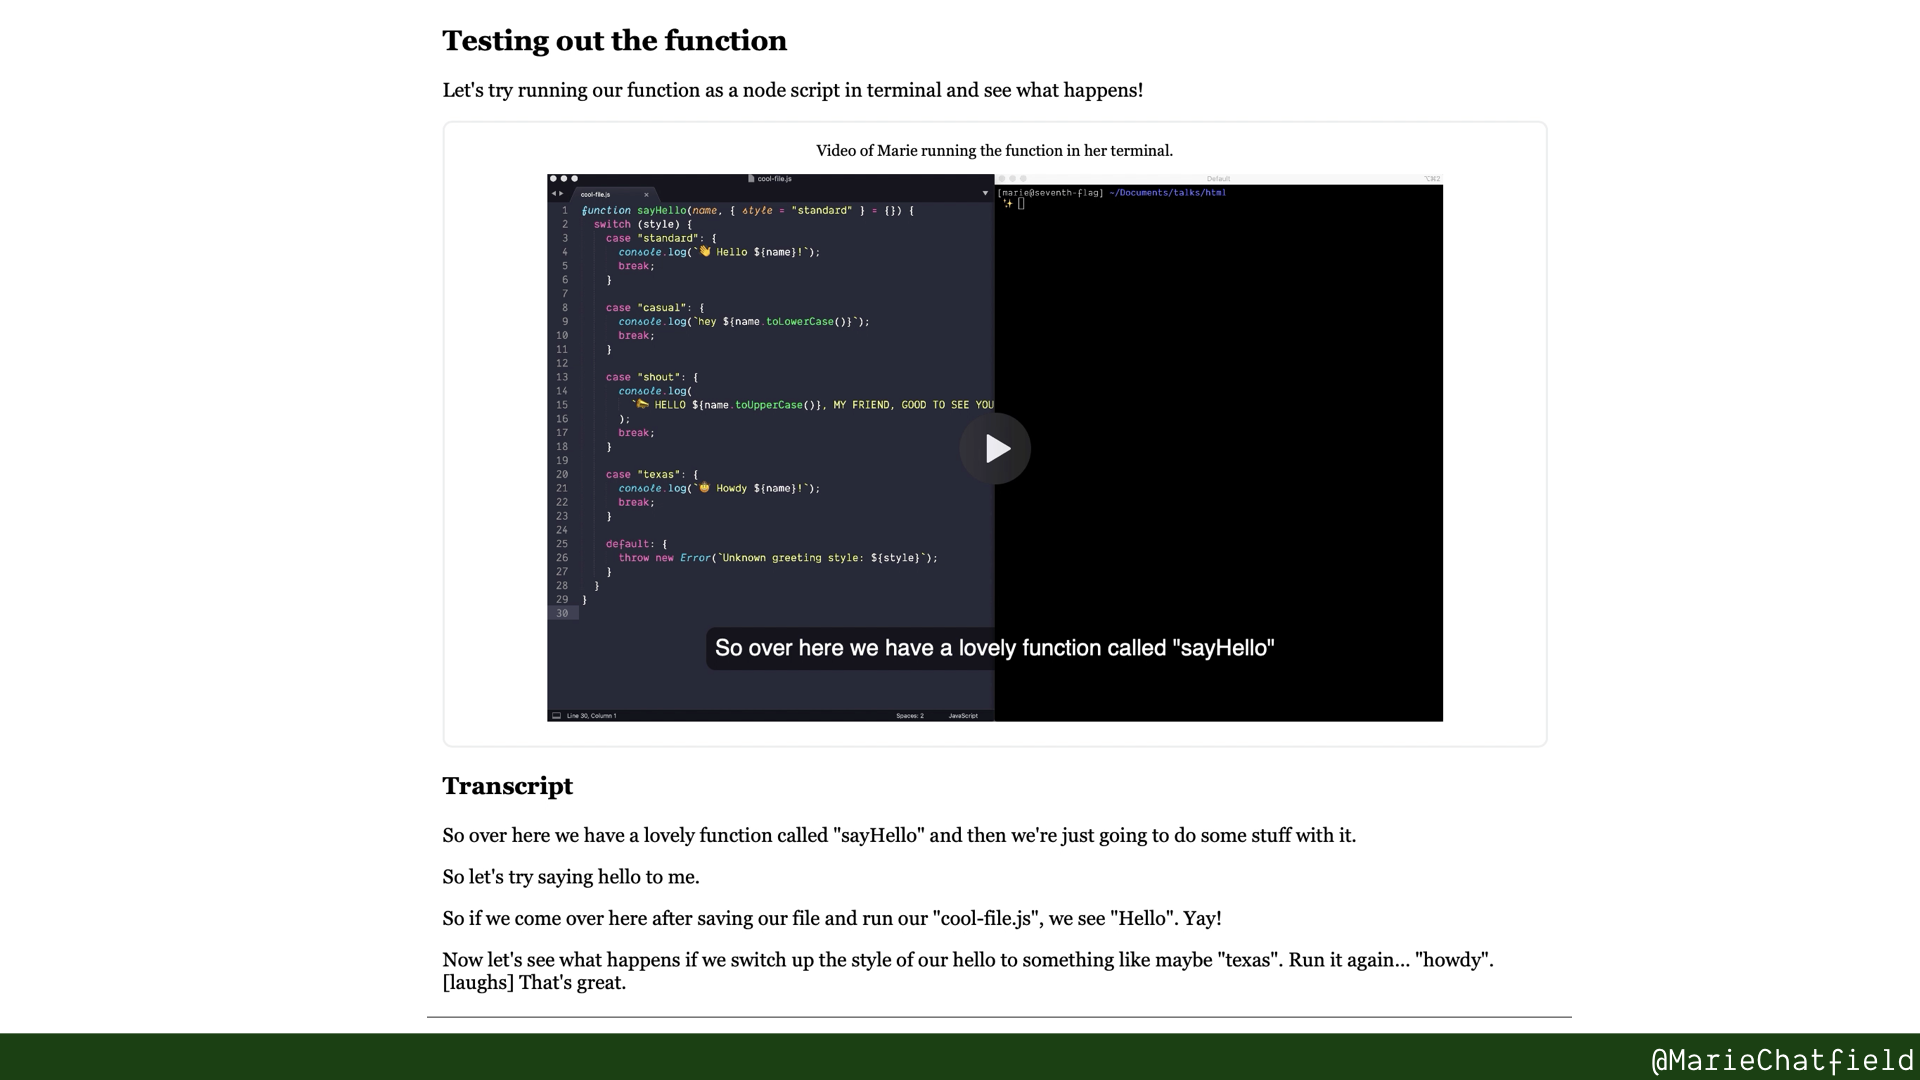 Testing out the function
Let's try running our function as a node script in terminal and see what happens!
Video of Marie running the function in her terminal.
cool-file.js
cool-file.js
1 function sayHello(name, { style = "standard" } = {}) {
2 switch (style) {
3 case "standard": {
4 console.log(`👋 Hello ${name}!`);
5 break;
6 }
7
8 case "casual": {
9 console.log(`hey ${name.toLowerCase()}`);
10 break;
11 }
12
13 case "shout": {
14 console.log(
15 `📣 HELLO ${name.toUpperCase()}, MY FRIEND, GOOD TO SEE YOU
16 );
17 break;
18 }
19
20 case "texas": {
21 console.log(`🤠 Howdy ${name}!`);
22 break;
23 }
24
25 default: {
26 throw new Error(`Unknown greeting style: ${style}`);
27 }
28 }
29 }
30
Line 30, Column 1
Spaces: 2
JavaScript
Default
⌥⌘2
[marie@seventh-flag] ~/Documents/talks/html
✨
So over here we have a lovely function called "sayHello"
Transcript
So over here we have a lovely function called "sayHello" and then we're just going to do some stuff with it.
So let's try saying hello to me.
So if we come over here after saving our file and run our "cool-file.js", we see "Hello". Yay!
Now let's see what happens if we switch up the style of our hello to something like maybe "texas". Run it again... "howdy".
[laughs] That's great.
@MarieChatfield